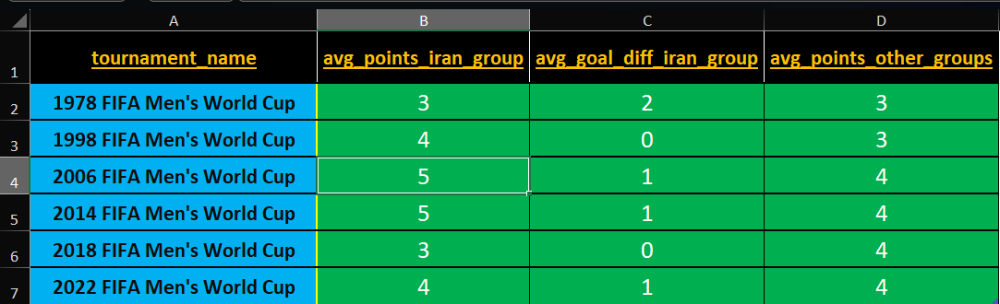 A B C D
1 tournament_name avg_points_iran_group avg_goal_diff_iran_group avg_points_other_groups
2 1978 FIFA Men's World Cup 3 2 3
3 1998 FIFA Men's World Cup 4 0 3
4 2006 FIFA Men's World Cup 5 1 4
5 2014 FIFA Men's World Cup 5 1 4
6 2018 FIFA Men's World Cup 3 0 4
7 2022 FIFA Men's World Cup 4 1 4